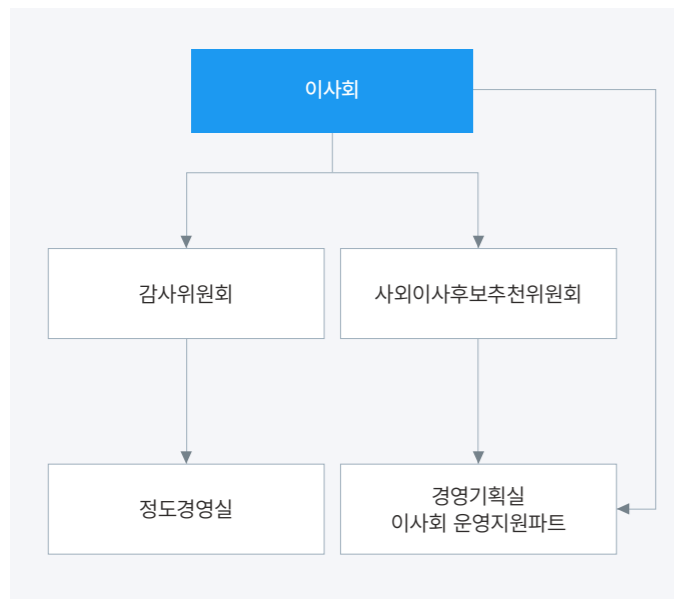 이사회
감사위원회
사외이사후보추천위원회
정도경영실
경영기획실
이사회 운영지원파트